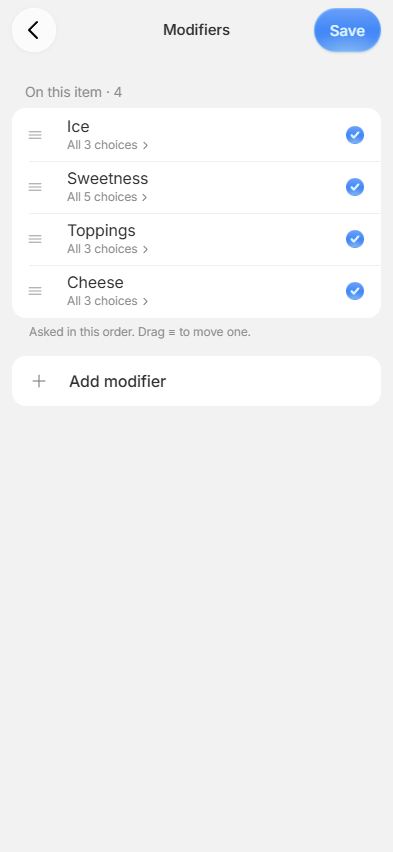 Modifiers
Save
On this item · 4
Ice
All 3 choices >
Sweetness
All 5 choices >
Toppings
All 3 choices >
Cheese
All 3 choices >
Asked in this order. Drag ≡ to move one.
Add modifier